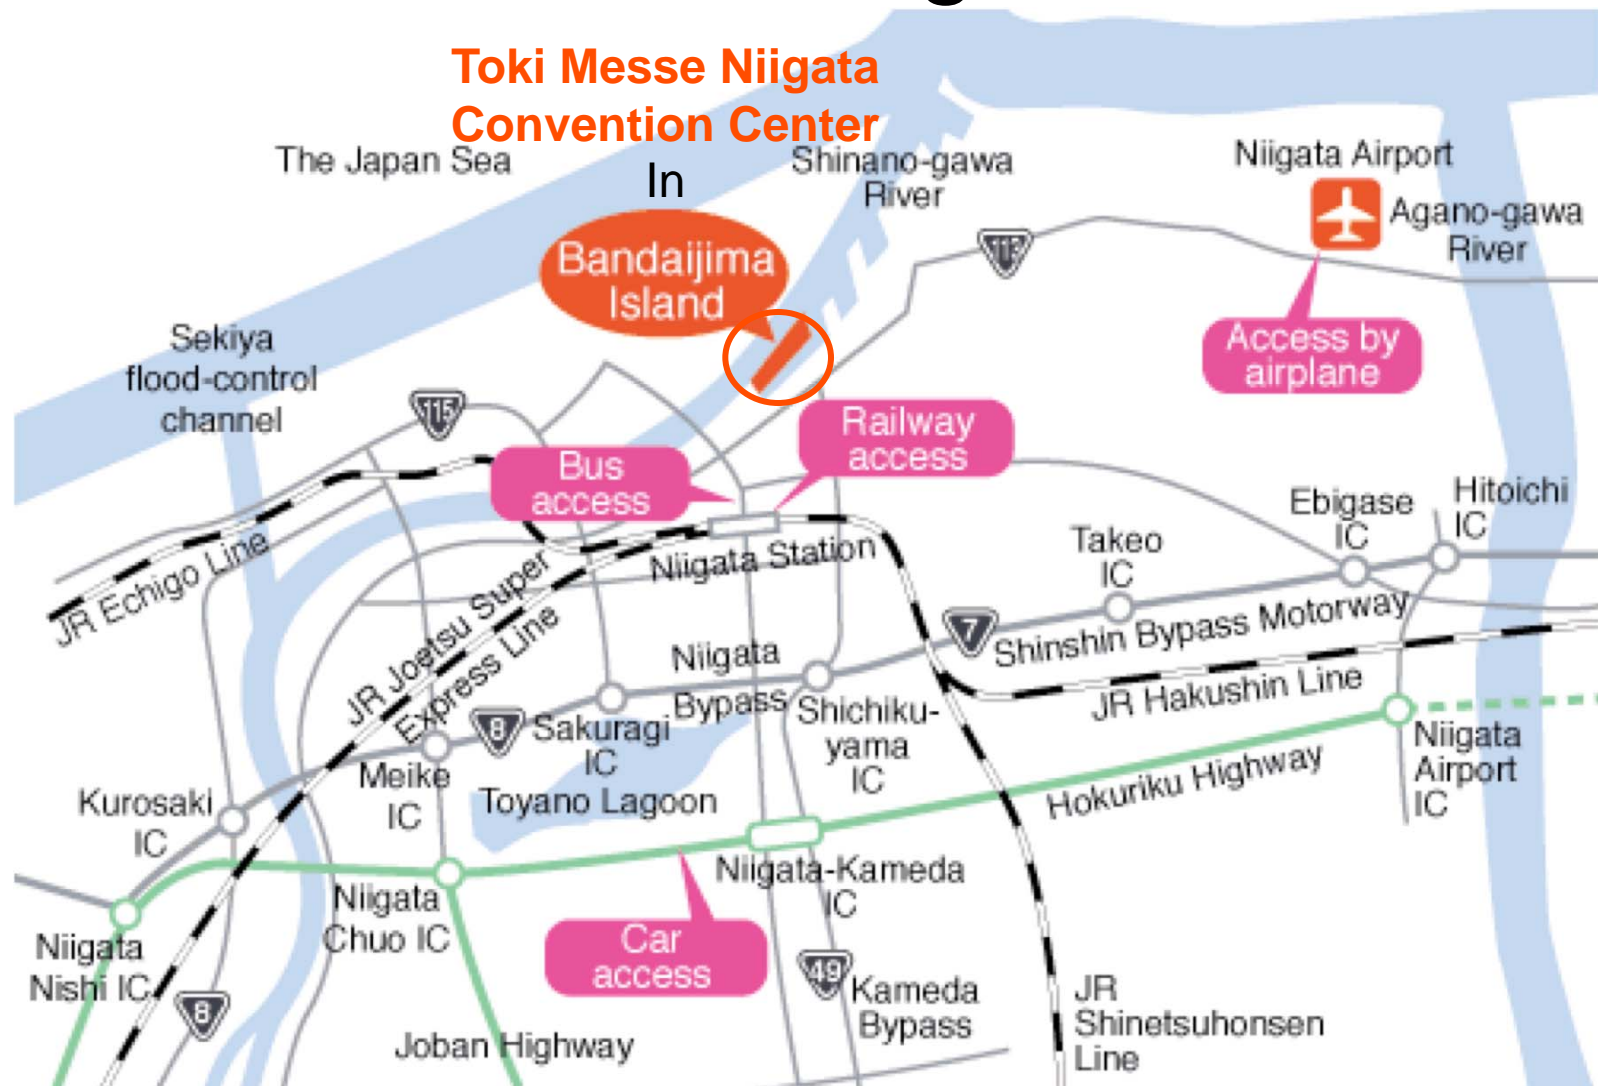 Toki Messe Niigata
Convention Center
In
The Japan Sea
Shinano-gawa
River
Niigata Airport
Agano-gawa
River
Bandaijima
Island
113
Access by
airplane
Sekiya
flood-control
channel
115
Railway
access
Bus
access
Ebigase
IC
Hitoichi
IC
Takeo
IC
JR Echigo Line
Niigata Station
JR Joetsu Super
Express Line
7
Shinshin Bypass Motorway
JR Hakushin Line
Niigata
Bypass
8
Sakuragi
IC
Shichiku-
yama
IC
Meike
IC
Toyano Lagoon
Kurosaki
IC
Hokuriku Highway
Niigata
Airport
IC
Niigata-Kameda
IC
Niigata
Chuo IC
Car
access
Niigata
Nishi IC
8
49
Kameda
Bypass
JR
Shinetsuhonsen
Line
Joban Highway